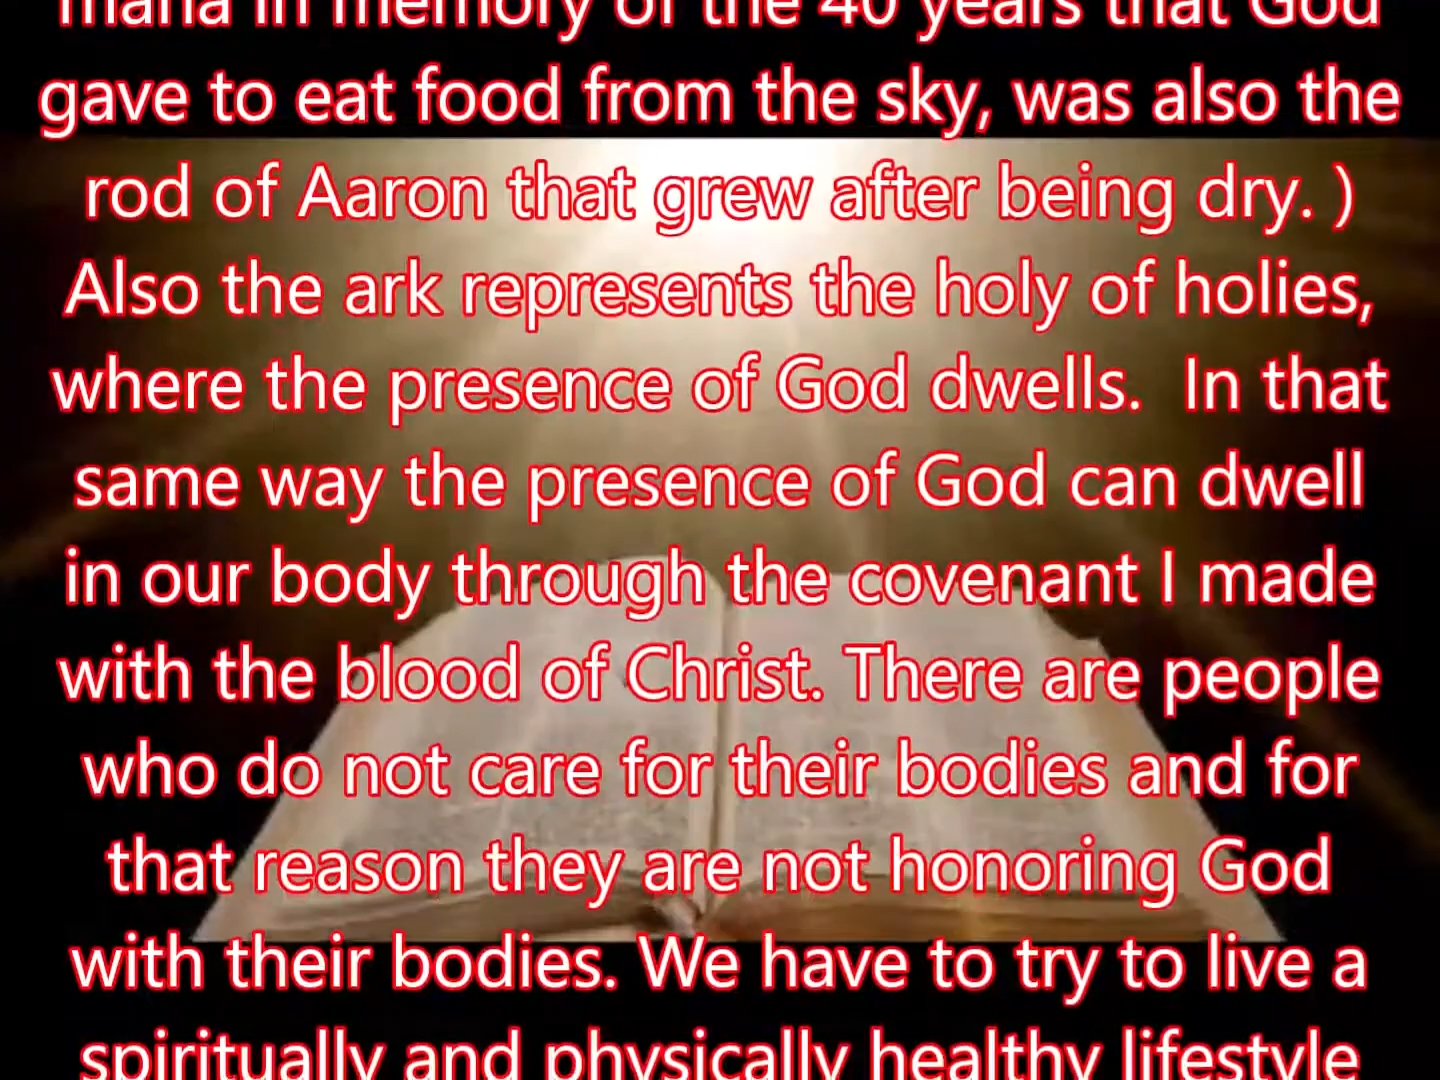 mana in memory of the 40 years that God
gave to eat food from the sky, was also the
rod of Aaron that grew after being dry. )
Also the ark represents the holy of holies,
where the presence of God dwells.  In that
same way the presence of God can dwell
in our body through the covenant I made
with the blood of Christ. There are people
who do not care for their bodies and for
that reason they are not honoring God
with their bodies. We have to try to live a
spiritually and physically healthy lifestyle